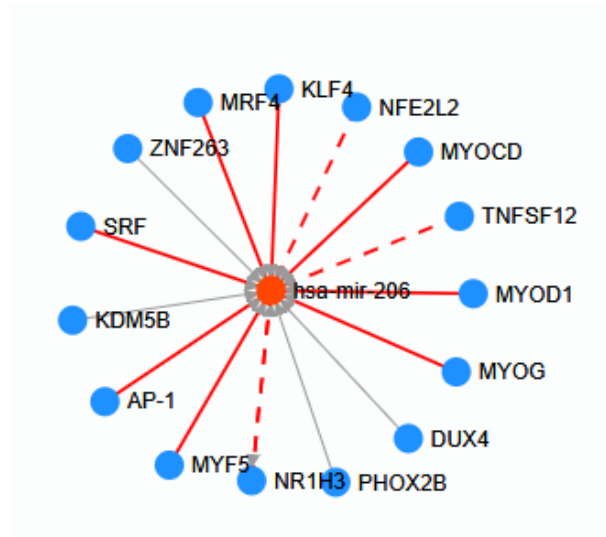 KLF4
MRF4
NFE2L2
ZNF263
MYOCD
TNFSF12
SRF
hsa-mir-206
MYOD1
KDM5B
MYOG
AP-1
DUX4
MYF5
NR1H3
PHOX2B